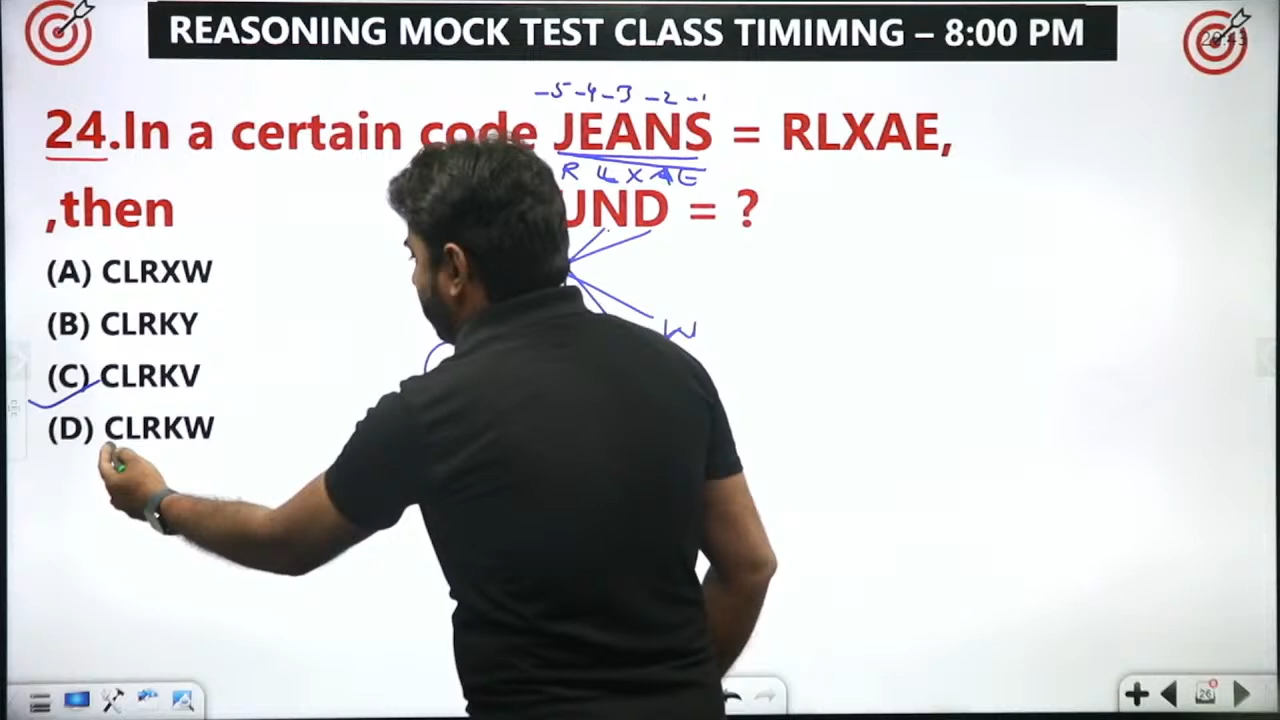 REASONING MOCK TEST CLASS TIMIMNG – 8:00 PM
-5 -4 -3 -2 -1
24.In a certain code JEANS = RLXAE,
R L X A E
,then UND = ?
W
(A) CLRXW
(B) CLRKY
(C) CLRKV
(D) CLRKW
26